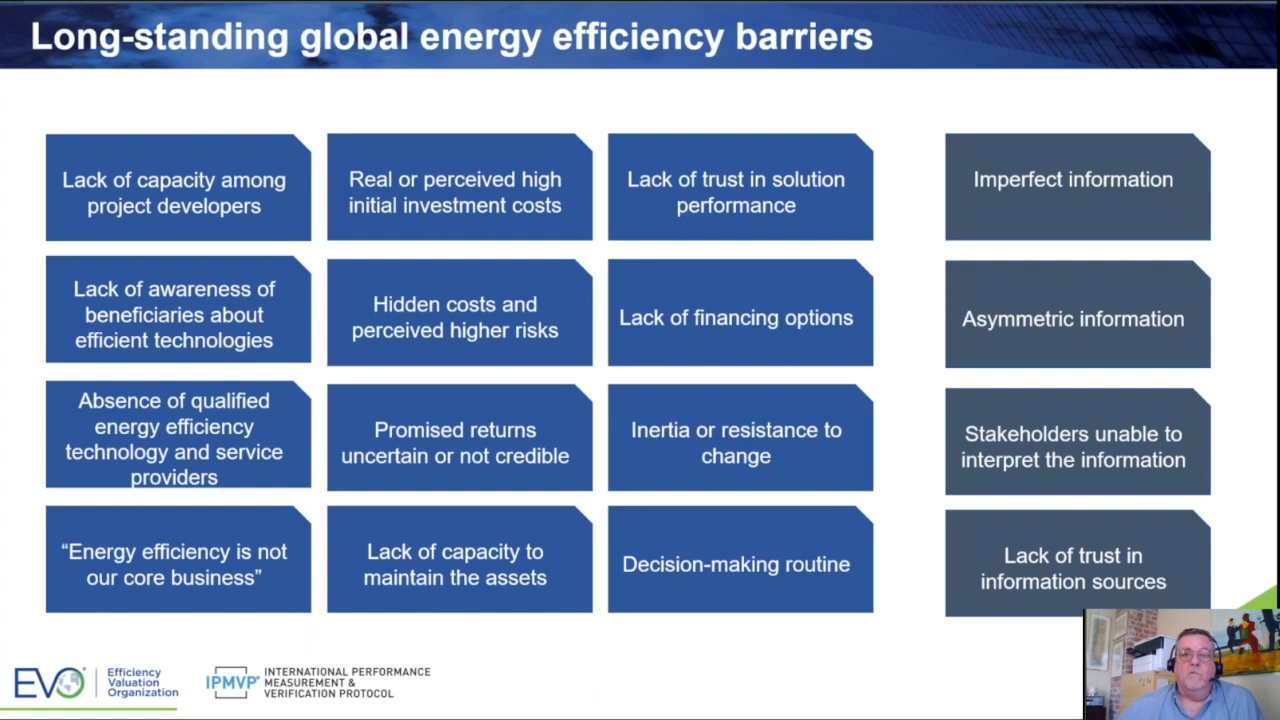 Long-standing global energy efficiency barriers
Lack of capacity among
project developers
Real or perceived high
initial investment costs
Lack of trust in solution
performance
Imperfect information
Lack of awareness of
beneficiaries about
efficient technologies
Hidden costs and
perceived higher risks
Lack of financing options
Asymmetric information
Absence of qualified
energy efficiency
technology and service
providers
Promised returns
uncertain or not credible
Inertia or resistance to
change
Stakeholders unable to
interpret the information
“Energy efficiency is not
our core business”
Lack of capacity to
maintain the assets
Decision-making routine
Lack of trust in
information sources
EVO
Efficiency
Valuation
Organization
IPMVP
INTERNATIONAL PERFORMANCE
MEASUREMENT &
VERIFICATION PROTOCOL